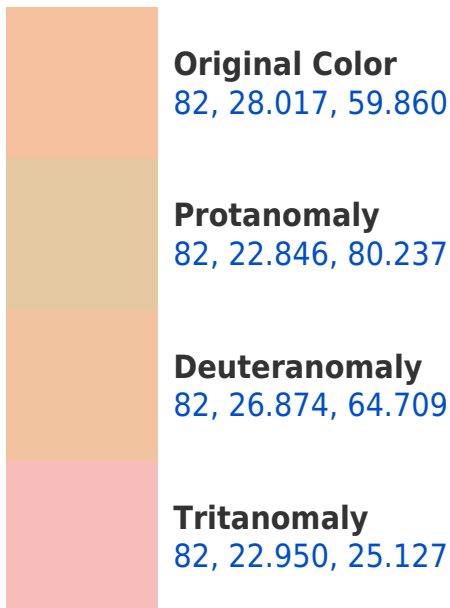 Original Color
82, 28.017, 59.860
Protanomaly
82, 22.846, 80.237
Deuteranomaly
82, 26.874, 64.709
Tritanomaly
82, 22.950, 25.127